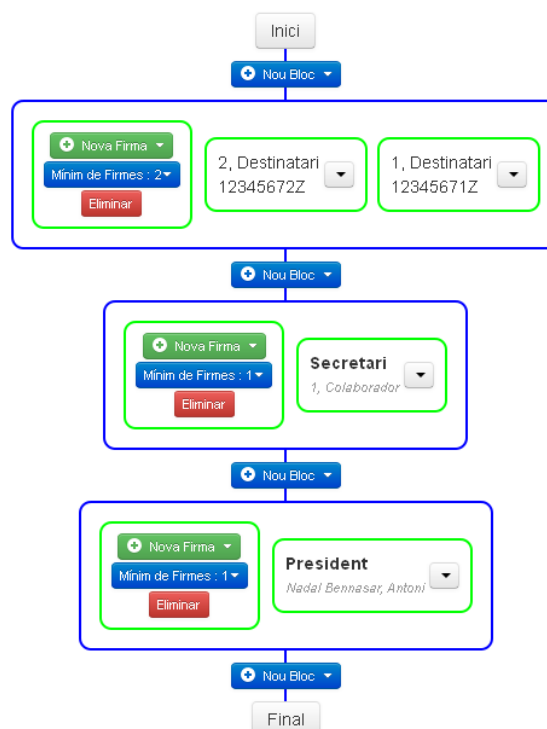 Inici
Nou Bloc
Nova Firma
Mínim de Firmes : 2
Eliminar
2, Destinatari
12345672Z
1, Destinatari
12345671Z
Nou Bloc
Nova Firma
Mínim de Firmes : 1
Eliminar
Secretari
1, Colaborador
Nou Bloc
Nova Firma
Mínim de Firmes : 1
Eliminar
President
Nadal Bennasar, Antoni
Nou Bloc
Final